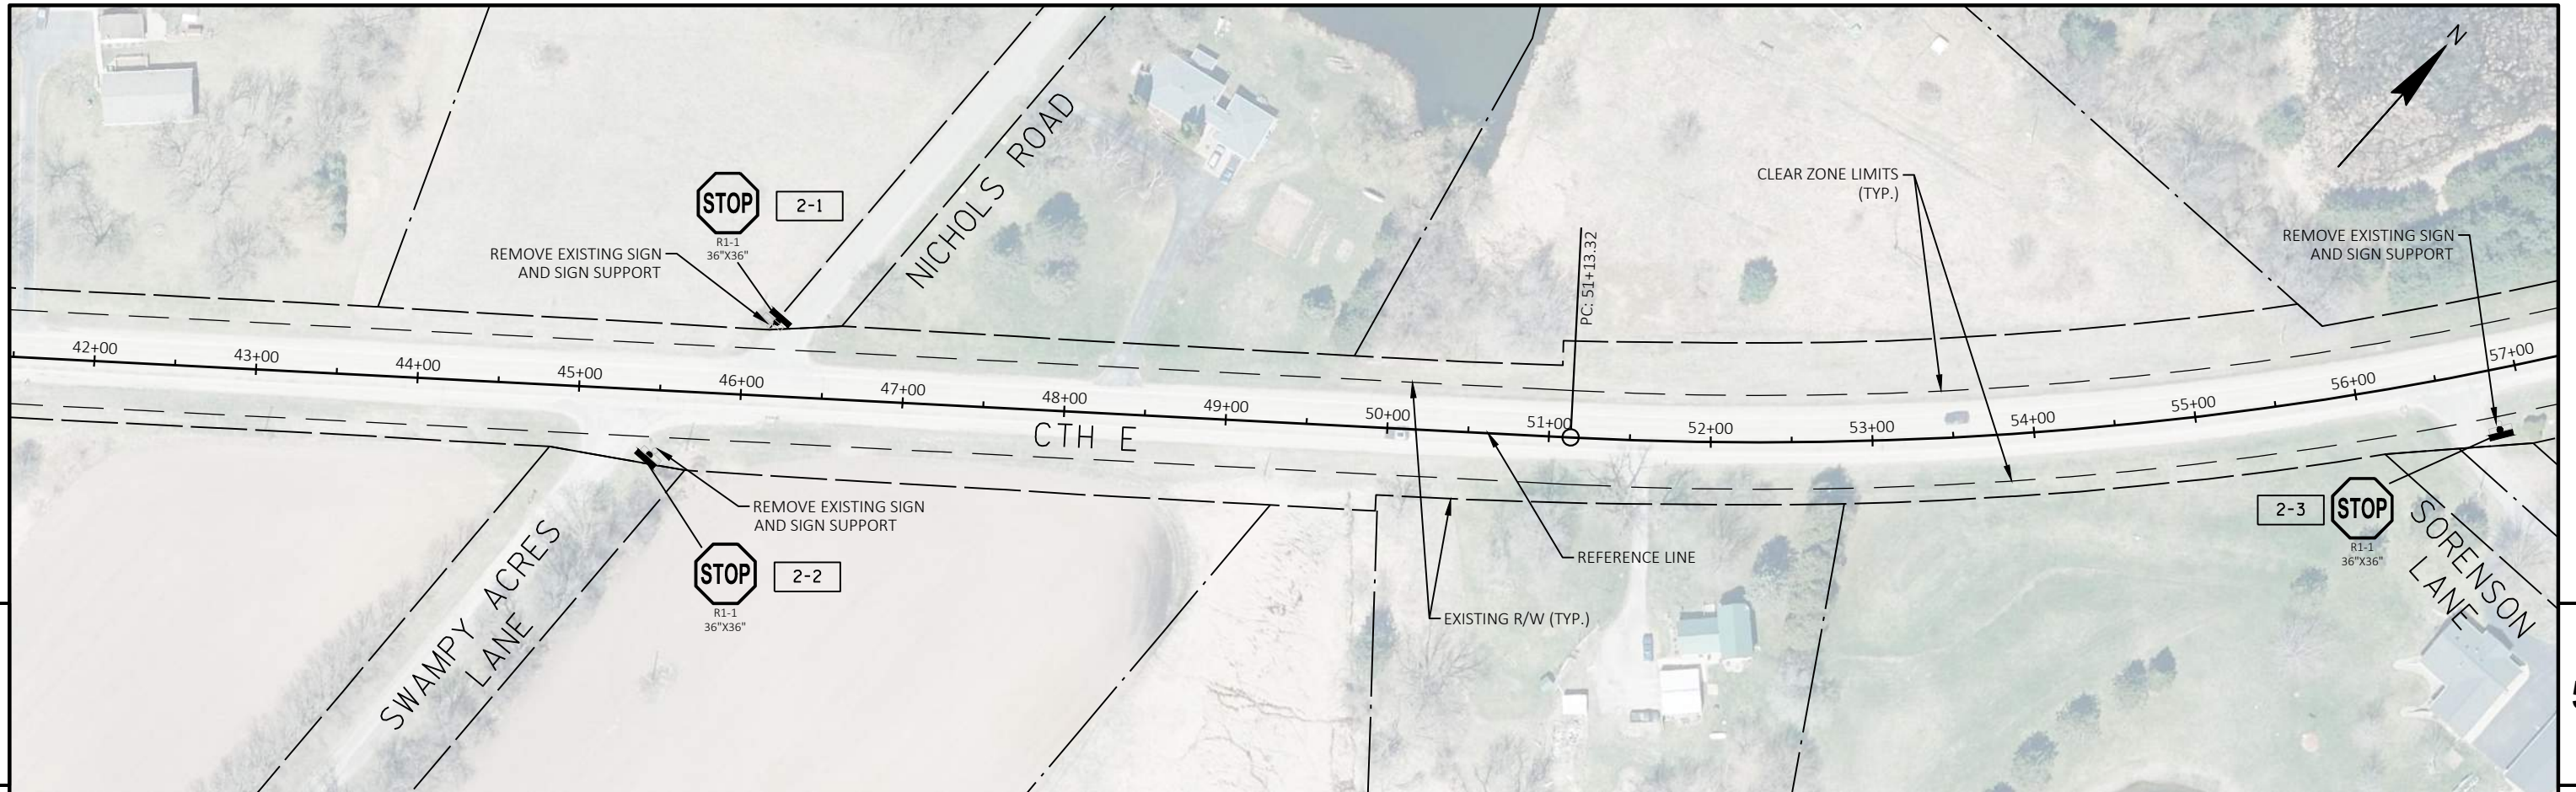 N
NICHOLS ROAD
STOP
2-1
R1-1
36"X36"
REMOVE EXISTING SIGN
AND SIGN SUPPORT
CLEAR ZONE LIMITS
(TYP.)
PC: 51+13.32
REMOVE EXISTING SIGN
AND SIGN SUPPORT
42+00
43+00
44+00
45+00
46+00
47+00
48+00
49+00
50+00
51+00
52+00
53+00
54+00
55+00
56+00
57+00
CTH E
REMOVE EXISTING SIGN
AND SIGN SUPPORT
STOP
2-2
R1-1
36"X36"
SWAMPY ACRES
LANE
REFERENCE LINE
EXISTING R/W (TYP.)
2-3
STOP
R1-1
36"X36"
SORENSON
LANE